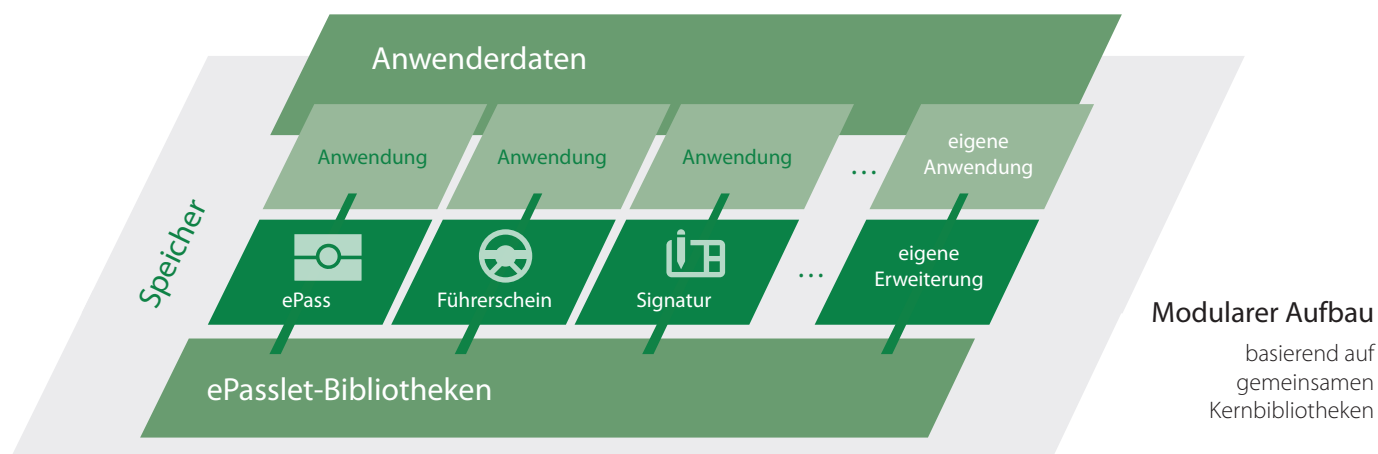 Anwenderdaten
Anwendung
Anwendung
Anwendung
...
eigene
Anwendung
Speicher
ePass
Führerschein
Signatur
...
eigene
Erweiterung
ePasslet-Bibliotheken
Modularer Aufbau
basierend auf
gemeinsamen
Kernbibliotheken